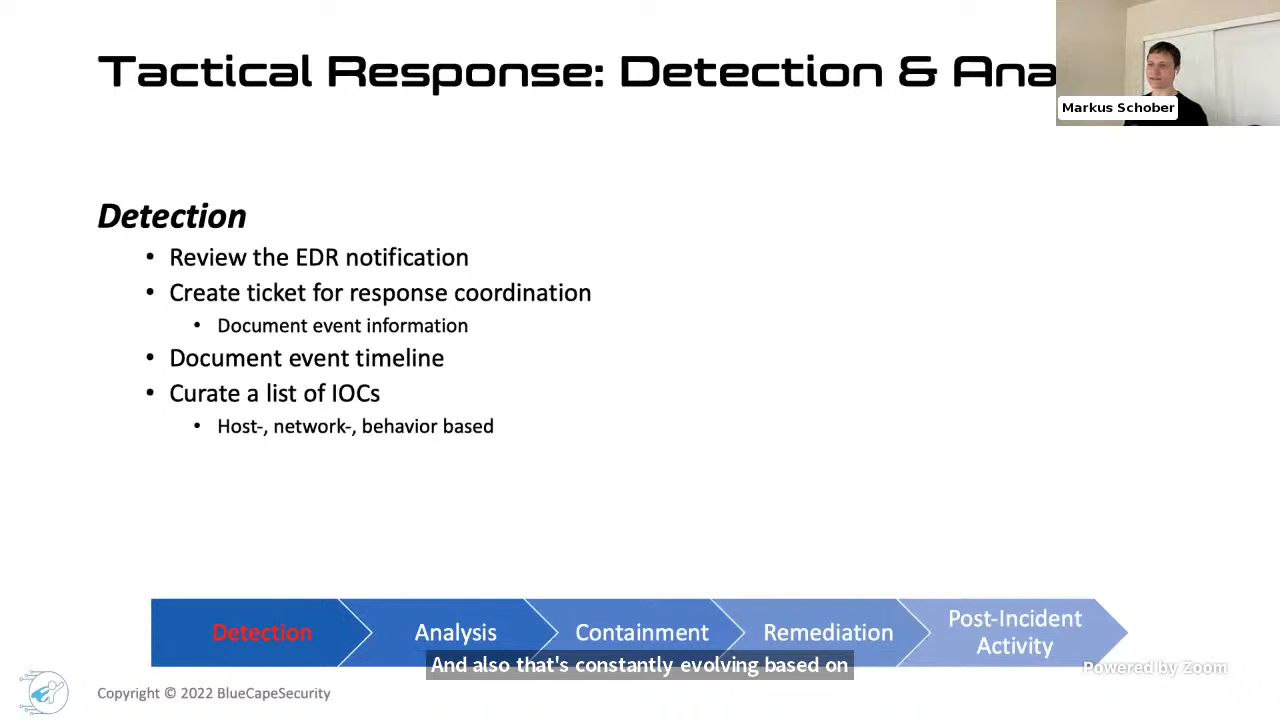 Tactical Response: Detection & Ana
Markus Schober
Detection
• Review the EDR notification
• Create ticket for response coordination
• Document event information
• Document event timeline
• Curate a list of IOCs
• Host-, network-, behavior based
Detection
Analysis
Containment
Remediation
Post-Incident
Activity
And also that's constantly evolving based on
Powered by Zoom
Copyright © 2022 BlueCapeSecurity